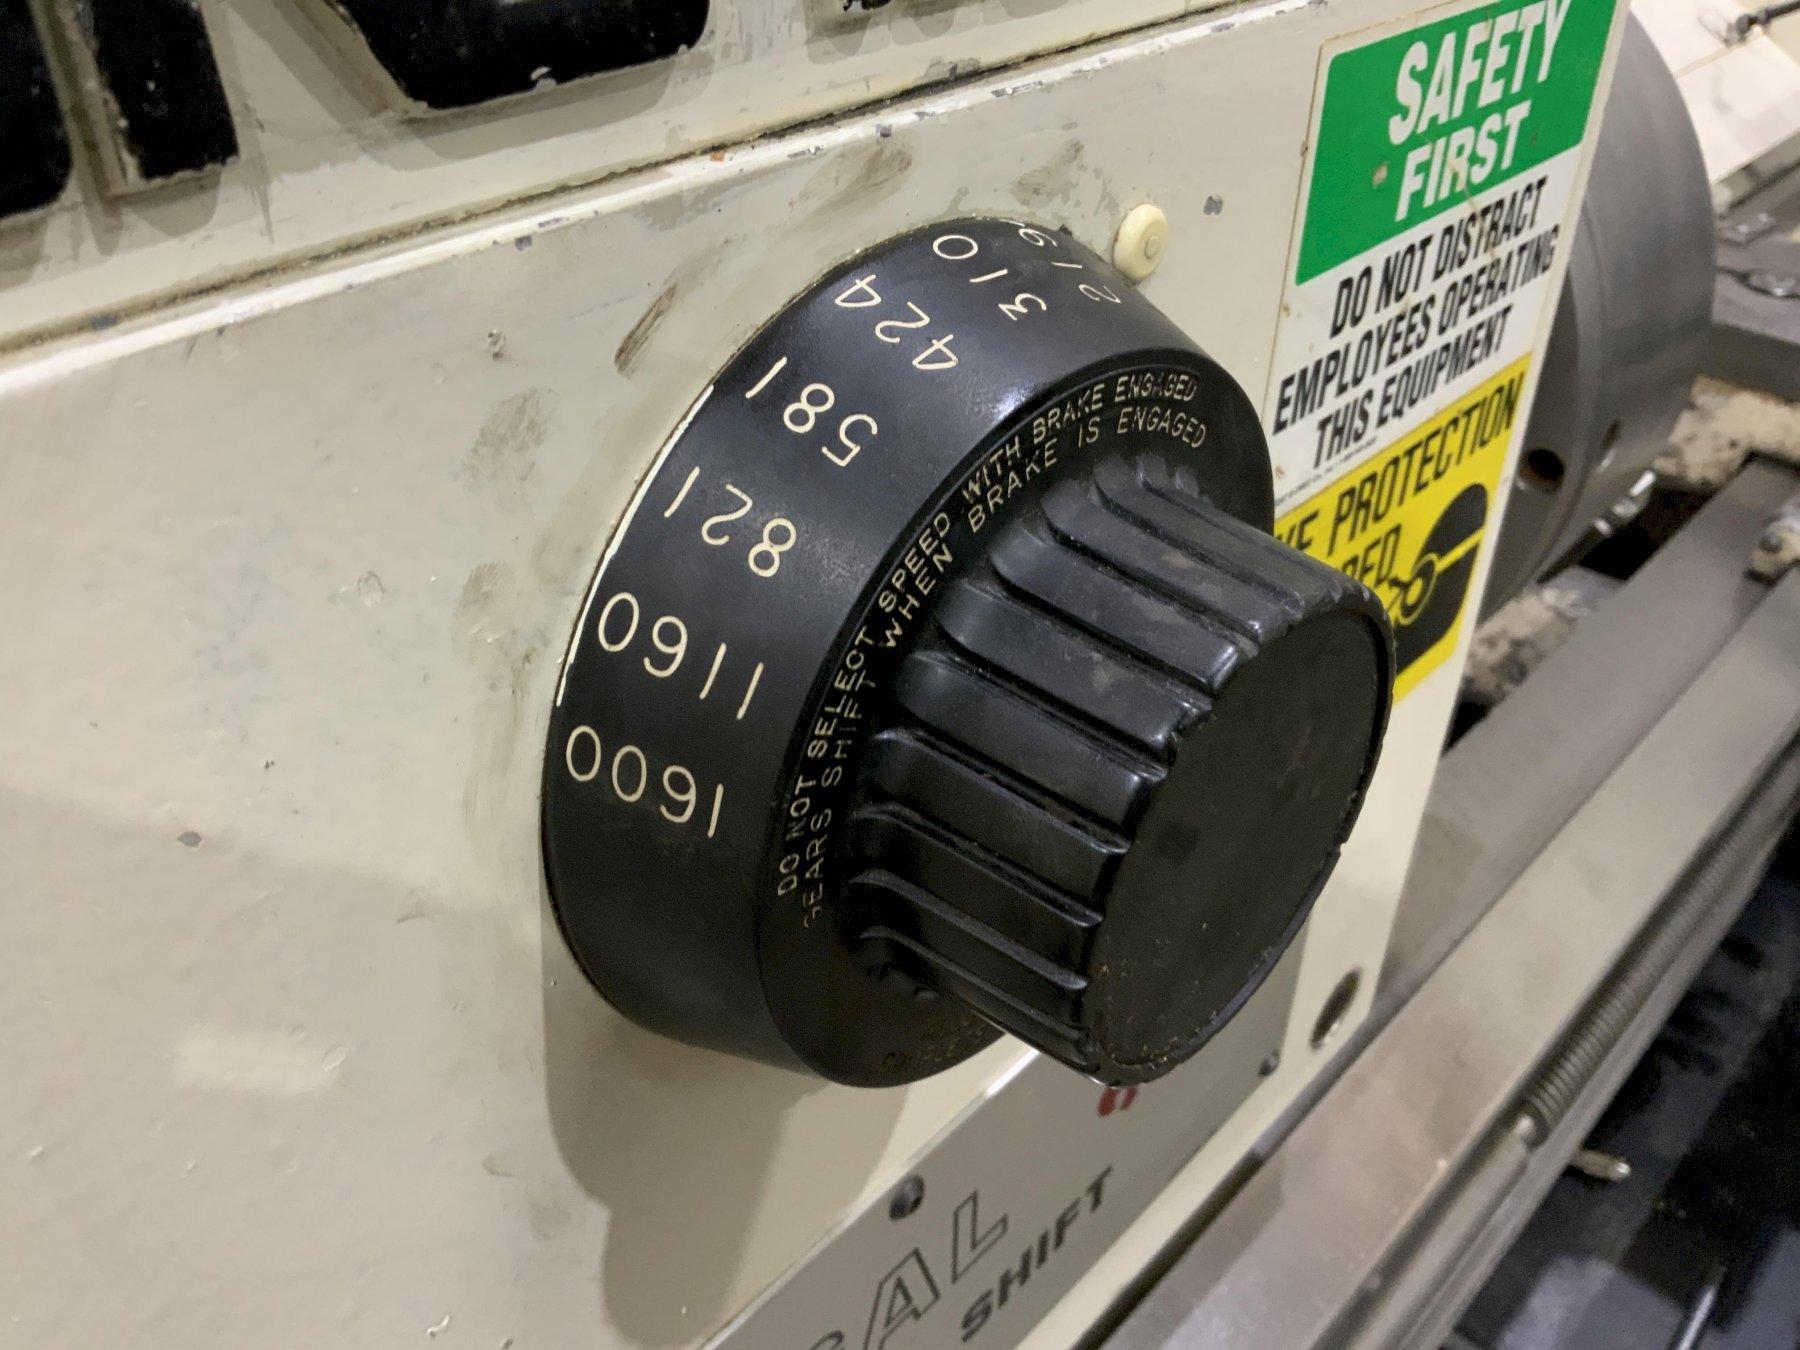 SAFETY
FIRST
DO NOT DISTRACT
EMPLOYEES OPERATING
THIS EQUIPMENT
PROTECTION
216
310
424
581
821
1160
1600
DO NOT SELECT SPEED WITH BRAKE ENGAGED
GEARS SHIFT WHEN BRAKE IS ENGAGED
SHIFT